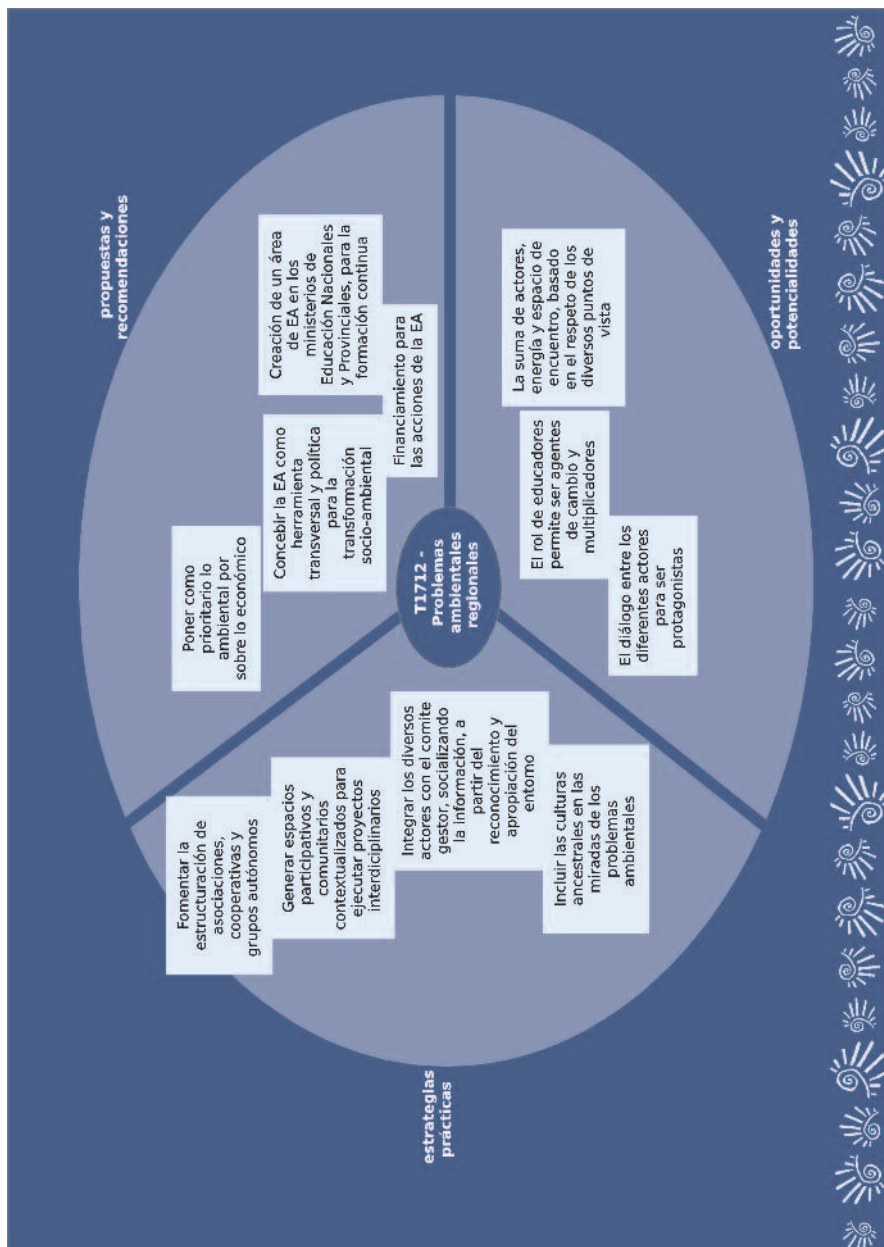 propuestas y
recomendaciones
Poner como
prioritario lo
ambiental por
sobre lo económico
Concebir la EA como
herramienta
transversal y política
para la
transformación
socio-ambiental
Creación de un área
de EA en los
ministerios de
Educación Nacionales
y Provinciales, para la
formación continua
Financiamiento para
las acciones de la EA
estrategias
prácticas
Fomentar la
estructuración de
asociaciones,
cooperativas y
grupos autónomos
Generar espacios
participativos y
comunitarios
contextualizados para
ejecutar proyectos
interdiciplinarios
Integrar los diversos
actores con el comite
gestor, socializando
la información, a
partir del
reconocimiento y
apropiación del
entomo
Incluir las culturas
ancestrales en las
miradas de los
problemas
ambientales
T1712 -
Problemas
ambientales
regionales
La suma de actores,
energía y espacio de
encuentro, basado
en el respeto de los
diversos puntos de
vista
El rol de educadores
permite ser agentes
de cambio y
multiplicadores
El diálogo entre los
diferentes actores
para ser
protagonistas
oportunidades y
potencialidades